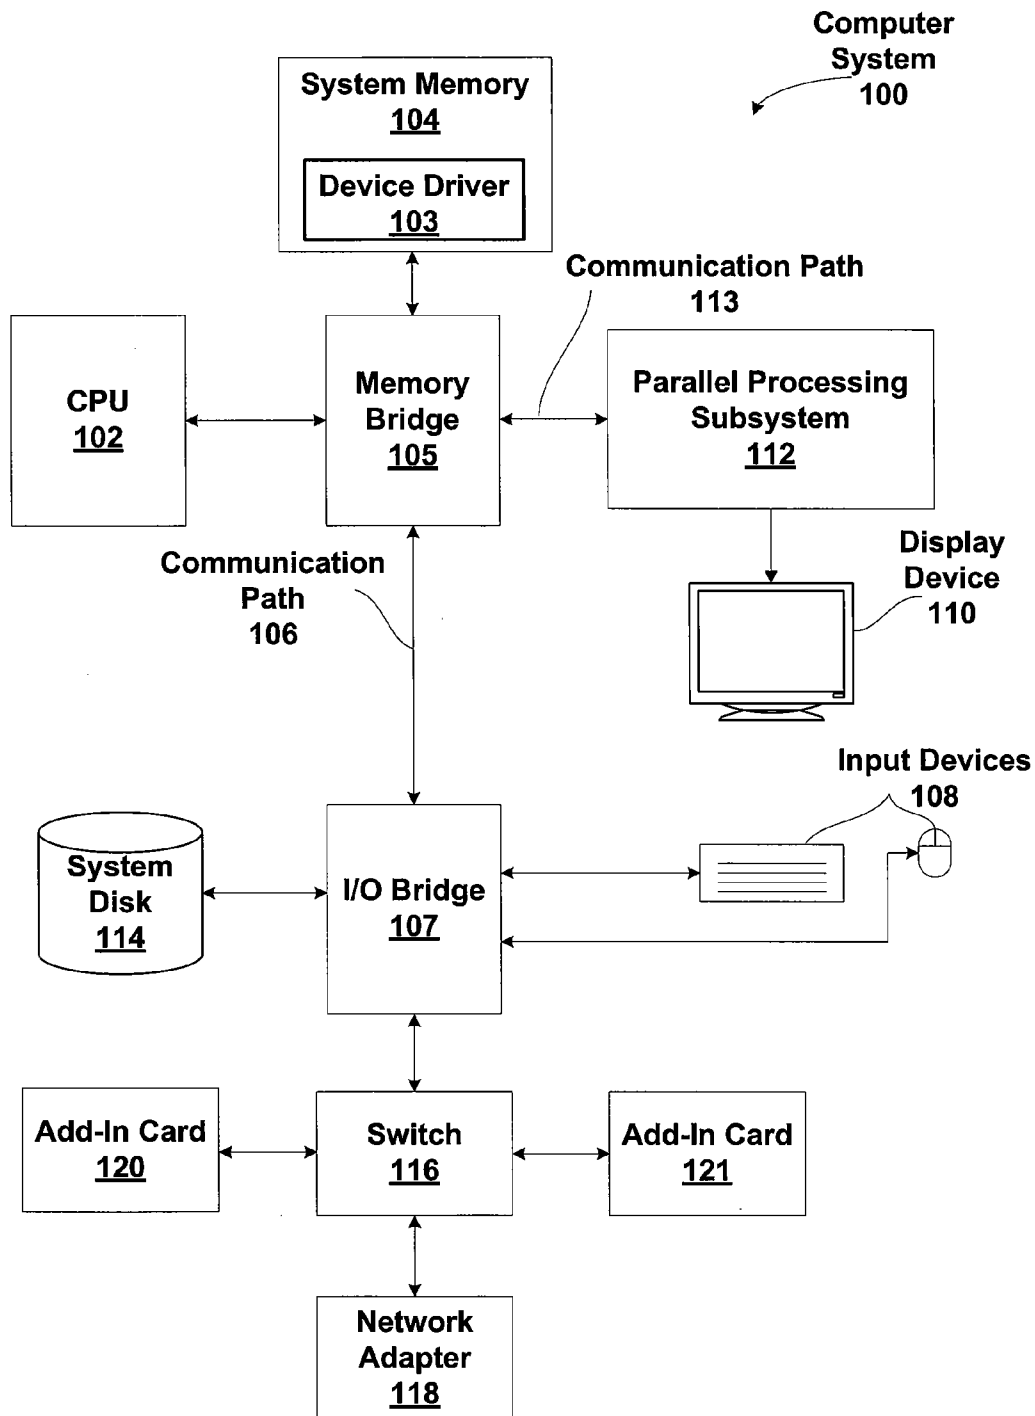 Computer
System
100
System Memory
104
Device Driver
103
Communication Path
113
CPU
102
Memory
Bridge
105
Parallel Processing
Subsystem
112
Communication
Path
106
Display
Device
110
Input Devices
108
System
Disk
114
I/O Bridge
107
Add-In Card
120
Switch
116
Add-In Card
121
Network
Adapter
118